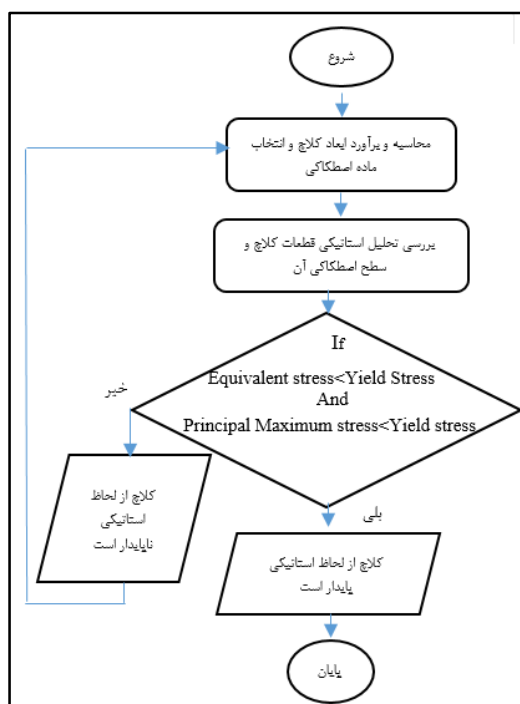 شروع
محاسیه و برآورد ابعاد کلاچ و انتخاب
ماده اصطکاکی
بررسی تحلیل استاتیکی قطعات کلاچ و
سطح اصطکاکی آن
If
Equivalent stress<Yield Stress
And
Principal Maximum stress<Yield stress
خیر
بلی
کلاچ از لحاظ
استاتیکی
ناپایدار است
کلاچ از لحاظ استاتیکی
پایدار است
پایان